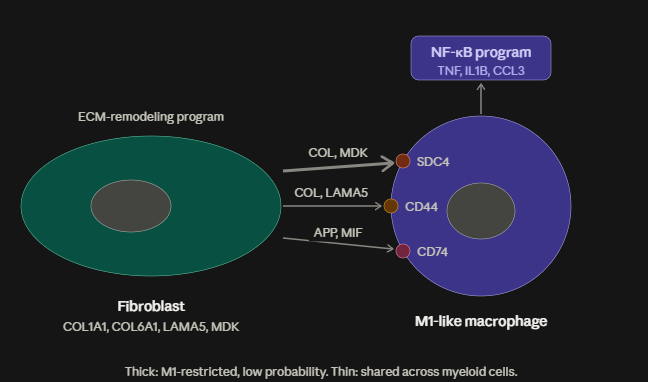 NF-κB program
TNF, IL1B, CCL3
ECM-remodeling program
COL, MDK
SDC4
COL, LAMA5
CD44
APP, MIF
CD74
Fibroblast
COL1A1, COL6A1, LAMA5, MDK
M1-like macrophage
Thick: M1-restricted, low probability. Thin: shared across myeloid cells.